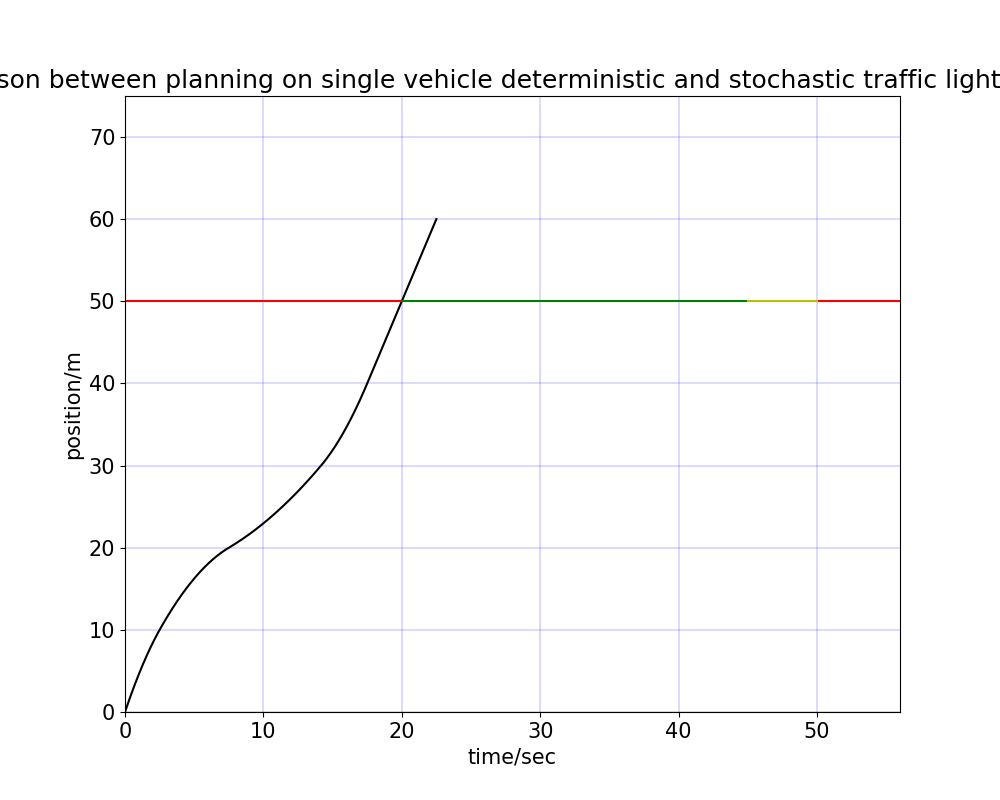 son between planning on single vehicle deterministic and stochastic traffic light
70
60
50
40
30
20
10
0
position/m
0 10 20 30 40 50
time/sec